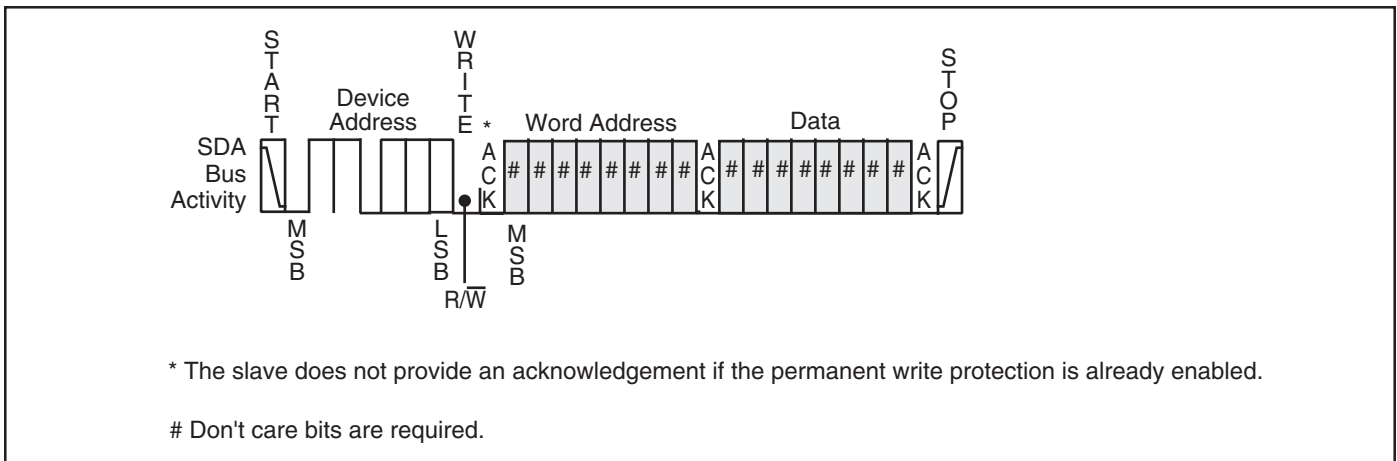 START
WRITE
STOP
Device
Address
*
Word Address
Data
SDA
Bus
Activity
ACK
# # # # # # # #
ACK
# # # # # # # #
ACK
MSB
LSB
MSB
R/W̅
* The slave does not provide an acknowledgement if the permanent write protection is already enabled.
# Don't care bits are required.